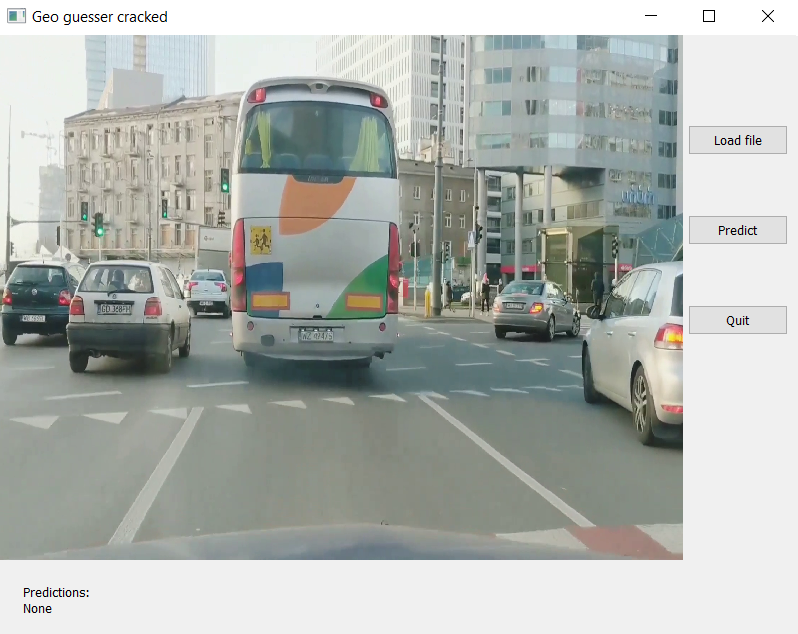 Geo guesser cracked
Load file
Predict
Quit
Predictions:
None